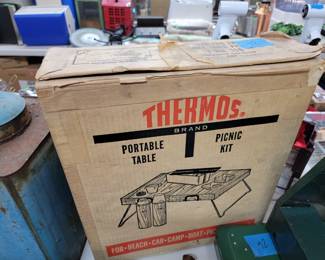 THERMOS.
BRAND
PORTABLE TABLE
PICNIC KIT
FOR·BEACH·CAR·CAMP·BOAT